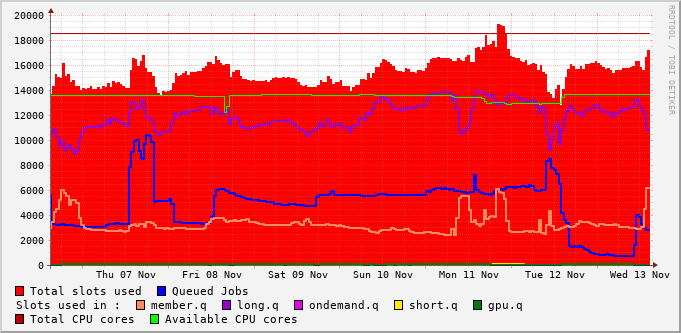 20000
18000
16000
14000
12000
10000
8000
6000
4000
2000
0
Thu 07 Nov Fri 08 Nov Sat 09 Nov Sun 10 Nov Mon 11 Nov Tue 12 Nov Wed 13 Nov
Total slots used Queued Jobs
Slots used in : member.q long.q ondemand.q short.q gpu.q
Total CPU cores Available CPU cores
RRDTOOL / TOBI OETIKER